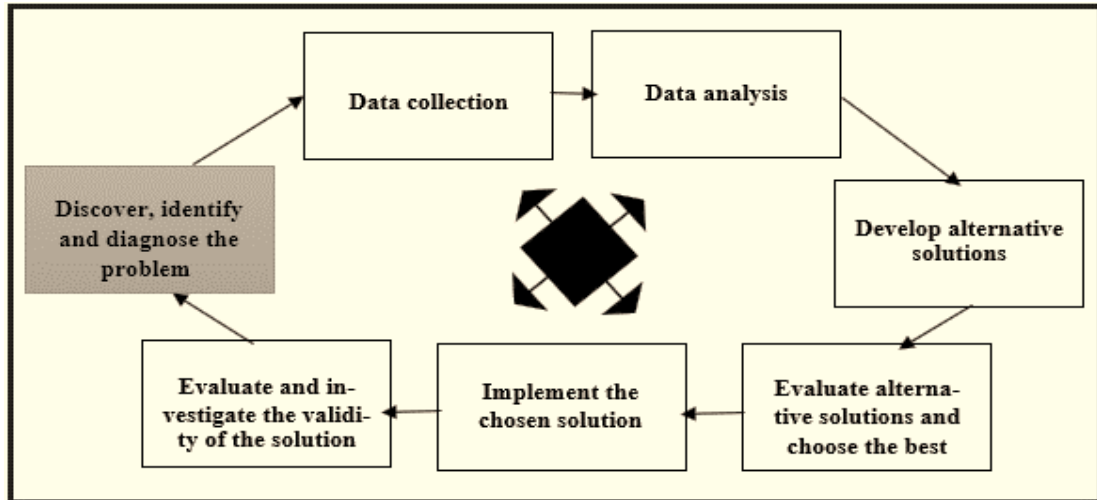 Data collection
Data analysis
Discover, identify
and diagnose the
problem
Develop alternative
solutions
Evaluate and in-
vestigate the validi-
ty of the solution
Implement the
chosen solution
Evaluate alterna-
tive solutions and
choose the best